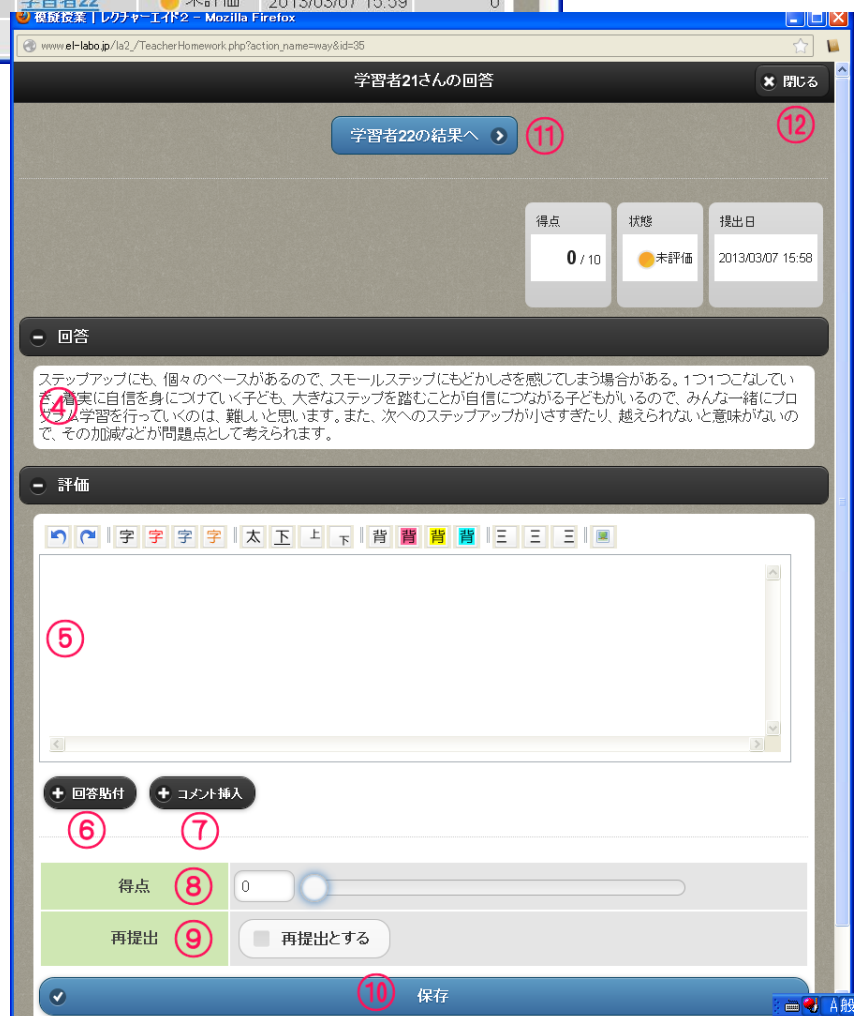 学習者22 未評価 2013/03/07 15:59 0
模擬授業 | レクチャーエイド2 - Mozilla Firefox
www.el-labo.jp/la2_/TeacherHomework.php?action_name=way&id=35
学習者21さんの回答
閉じる
学習者22の結果へ ⑪
⑫
得点 状態 提出日
0 / 10 未評価 2013/03/07 15:58
回答
ステップアップにも、個々のペースがあるので、スモールステップにもどかしさを感じてしまう場合がある。1つ1つこなしてい
き、着実に自信を身につけていく子ども、大きなステップを踏むことが自信につながる子どもがいるので、みんな一緒にプロ
グラム学習を行っていくのは、難しいと思います。また、次へのステップアップが小さすぎたり、越えられないと意味がないの
で、その加減などが問題点として考えられます。
④
評価
字 字 字 字 太 下 上 下 背 背 背 背
⑤
回答貼付 コメント挿入
⑥ ⑦
得点 ⑧ 0
再提出 ⑨ 再提出とする
⑩ 保存
A般